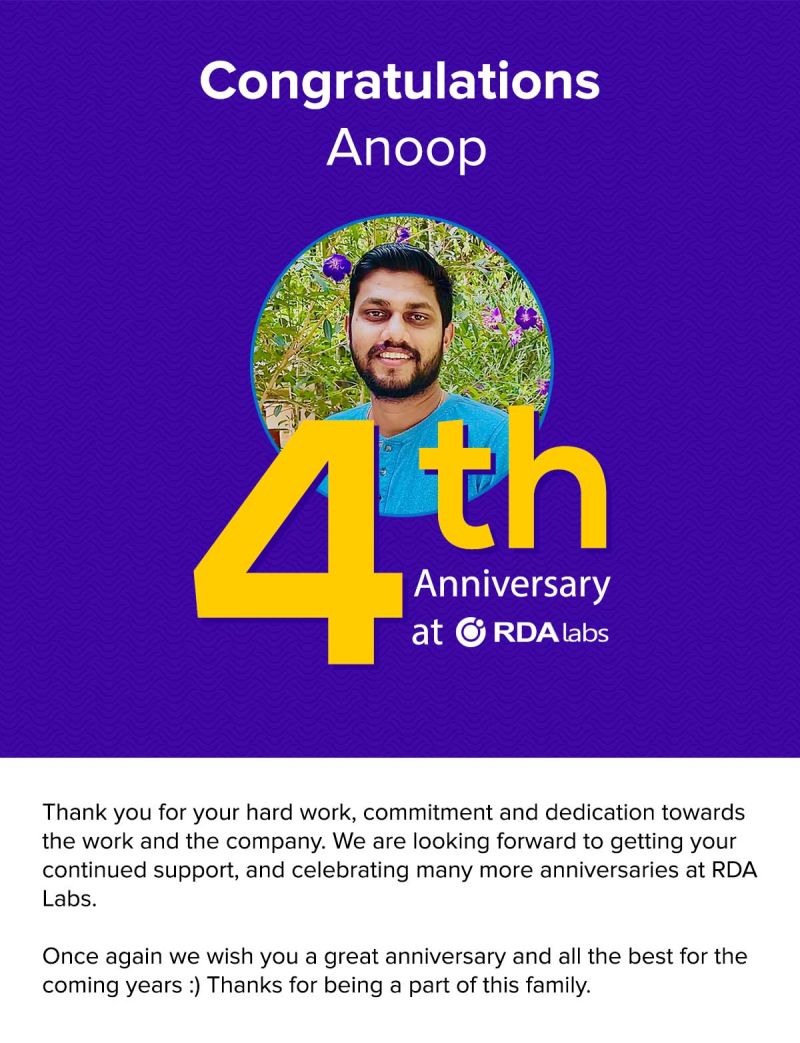 Congratulations
Anoop
4th
Anniversary
at RDA labs
Thank you for your hard work, commitment and dedication towards
the work and the company. We are looking forward to getting your
continued support, and celebrating many more anniversaries at RDA
Labs.
Once again we wish you a great anniversary and all the best for the
coming years :) Thanks for being a part of this family.